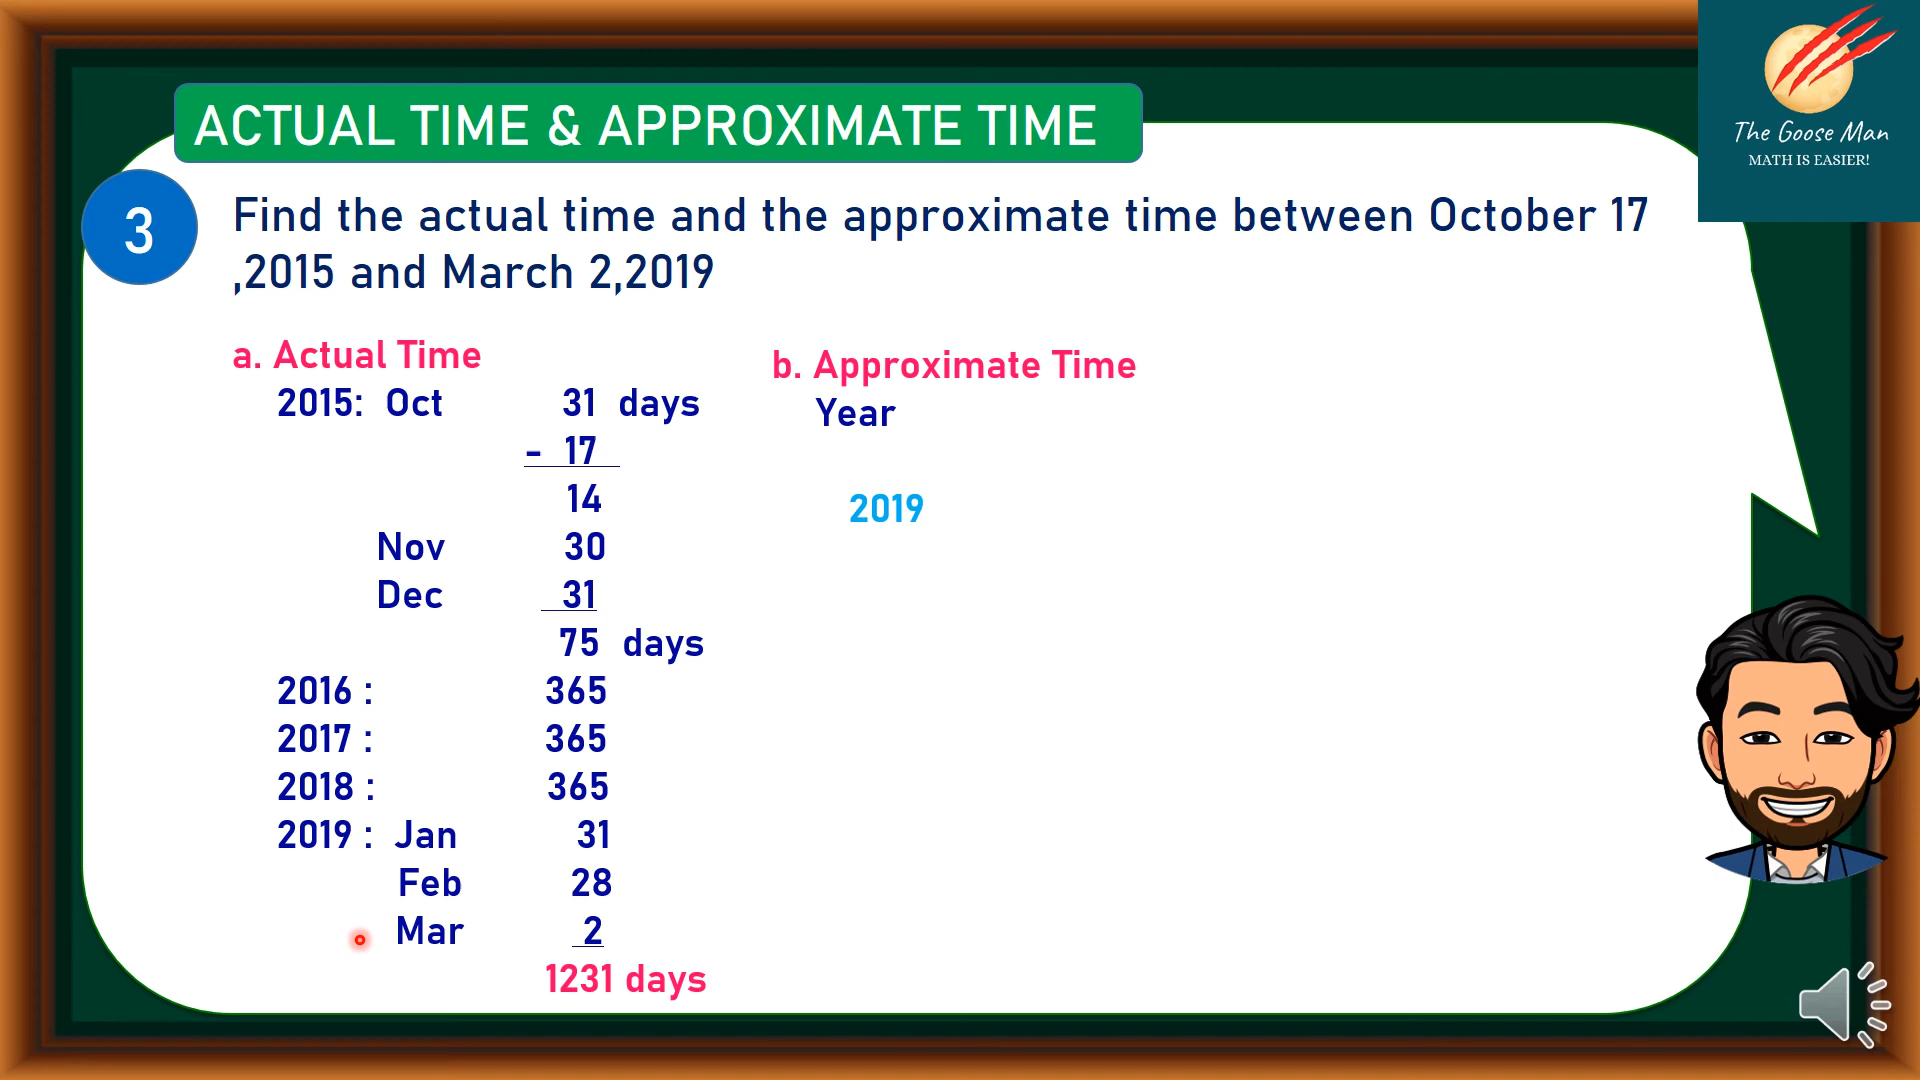 The Goose Man
MATH IS EASIER!
ACTUAL TIME & APPROXIMATE TIME
3
Find the actual time and the approximate time between October 17
,2015 and March 2,2019
a. Actual Time
2015: Oct 31 days
- 17
14
Nov 30
Dec 31
75 days
2016 : 365
2017 : 365
2018 : 365
2019 : Jan 31
Feb 28
Mar 2
1231 days
b. Approximate Time
Year
2019